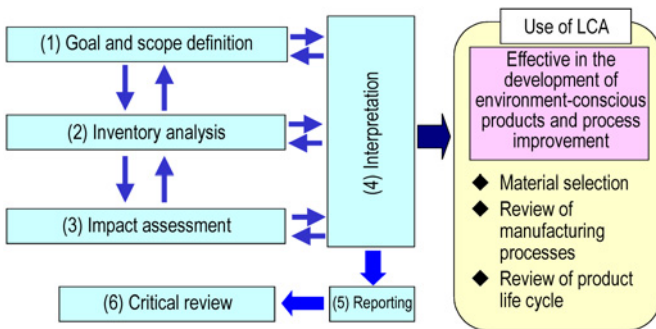 (1) Goal and scope definition
(2) Inventory analysis
(3) Impact assessment
(4) Interpretation
(5) Reporting
(6) Critical review
Use of LCA
Effective in the
development of
environment-conscious
products and process
improvement
◆ Material selection
◆ Review of
manufacturing
processes
◆ Review of product
life cycle